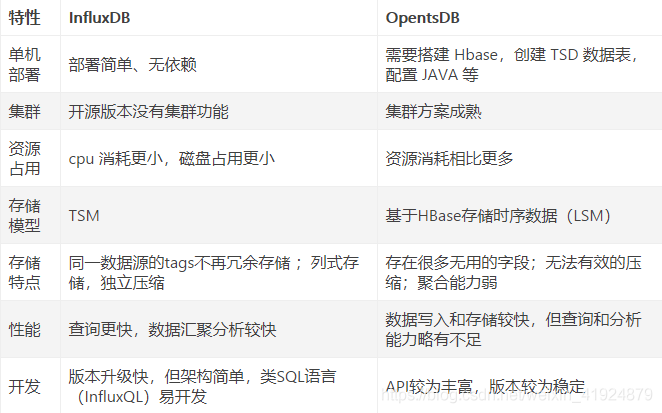 特性 InfluxDB OpentsDB
单机
部署
部署简单、无依赖
需要搭建 Hbase，创建 TSD 数据表，
配置 JAVA 等
集群 开源版本没有集群功能 集群方案成熟
资源
占用
cpu 消耗更小，磁盘占用更小
资源消耗相比更多
存储
模型
TSM
基于HBase存储时序数据（LSM）
存储
特点
同一数据源的tags不再冗余存储 ；列式存
储，独立压缩
存在很多无用的字段；无法有效的压
缩；聚合能力弱
性能
查询更快，数据汇聚分析较快
数据写入和存储较快，但查询和分析
能力略有不足
开发
版本升级快，但架构简单，类SQL语言
（InfluxQL）易开发
API较为丰富，版本较为稳定
https://blog.csdn.net/weixin_41924879